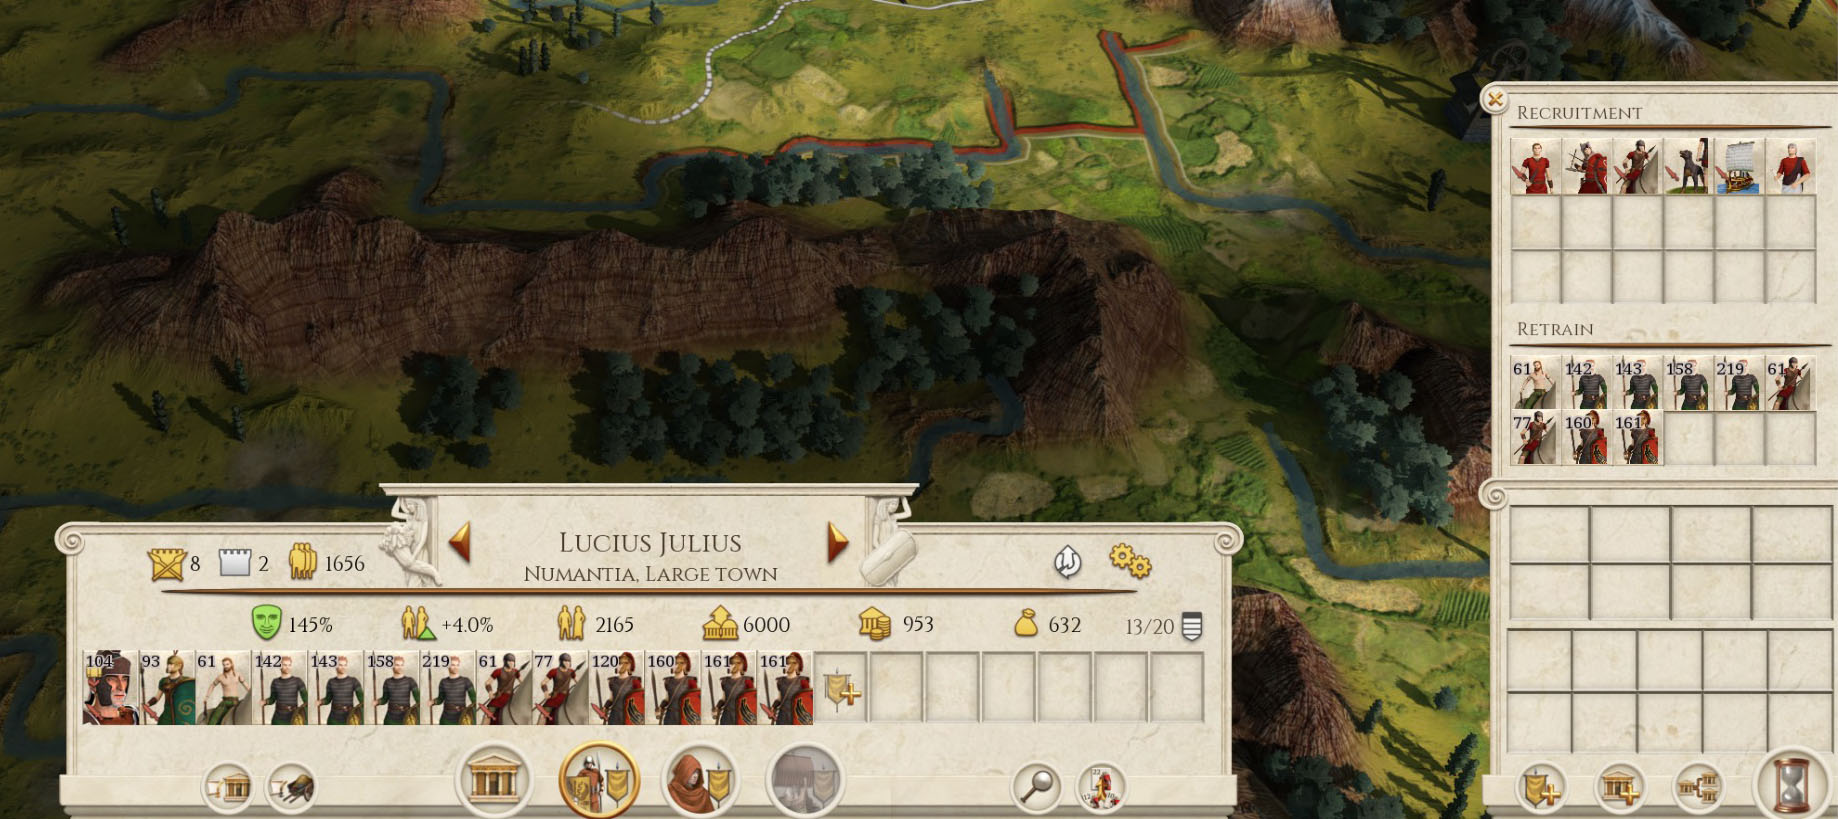 RECRUITMENT
RETRAIN
61 142 143 158 219 61
77 160 161
LUCIUS JULIUS
8 2 1656
NUMANTIA, LARGE TOWN
145% +4.0% 2165 6000 953 632 13/20
104 93 61 142 143 158 219 61 77 120 160 161 161